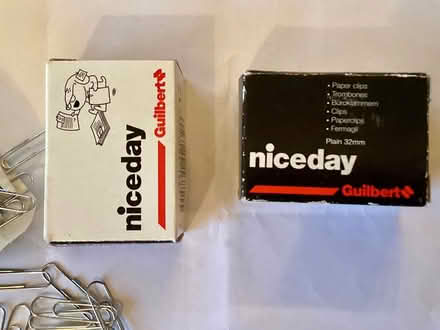 niceday
Guilbert
• Paper clips
• Trombones
• Büroklammern
• Clips
• Paperclips
• Fermagli
Plain 32mm
niceday
Guilbert